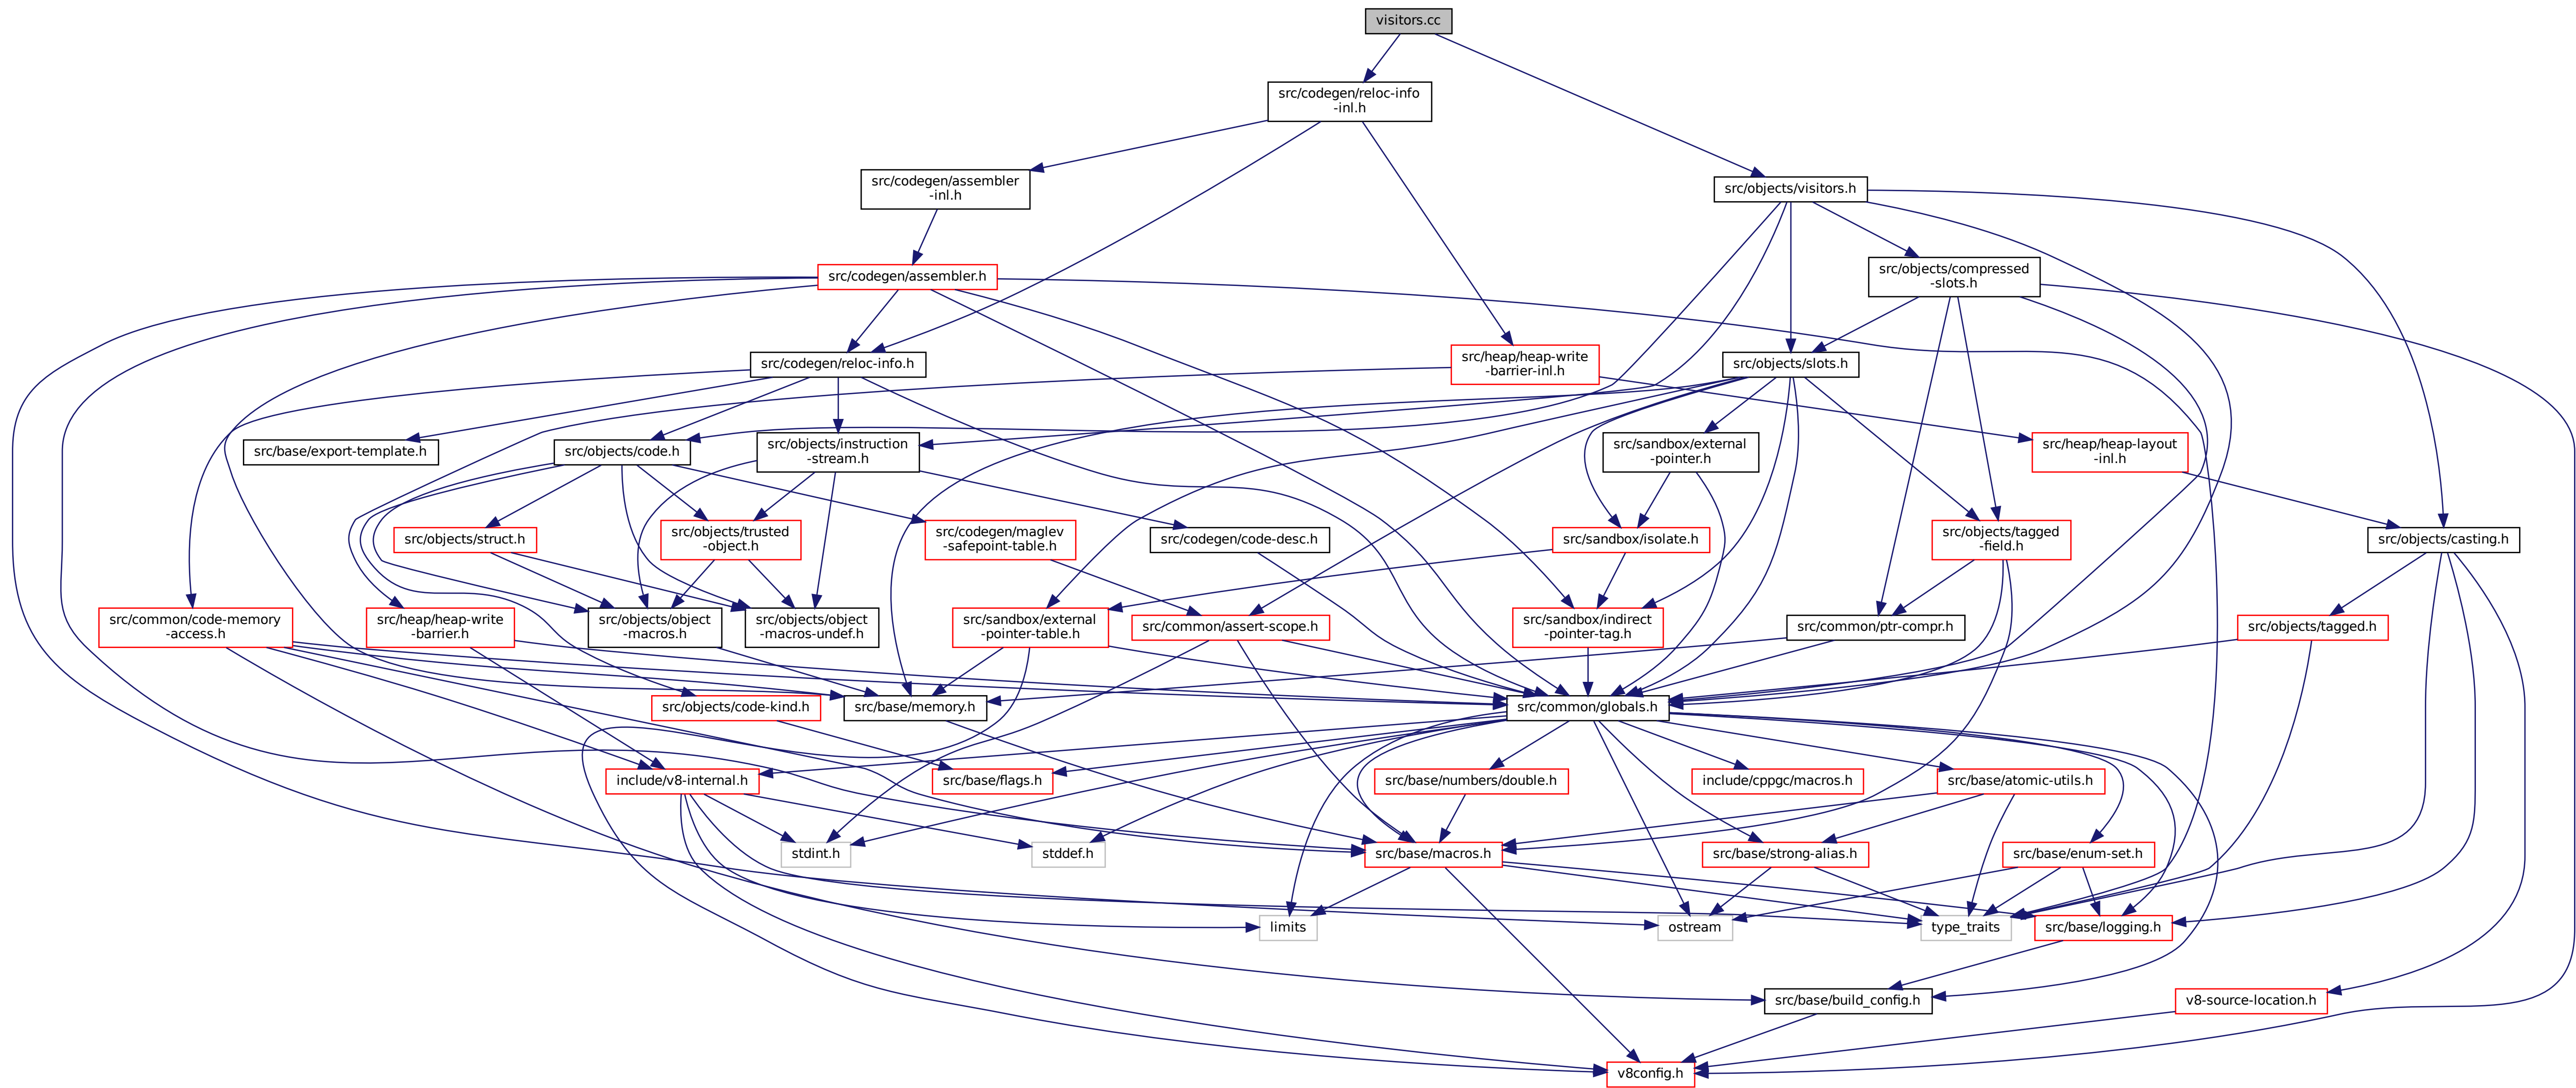 visitors.cc
src/codegen/reloc-info
-inl.h
src/codegen/assembler
-inl.h
src/objects/visitors.h
src/codegen/assembler.h
src/objects/compressed
-slots.h
src/codegen/reloc-info.h
src/heap/heap-write
-barrier-inl.h
src/objects/slots.h
src/base/export-template.h
src/objects/code.h
src/objects/instruction
-stream.h
src/sandbox/external
-pointer.h
src/heap/heap-layout
-inl.h
src/objects/struct.h
src/objects/trusted
-object.h
src/codegen/maglev
-safepoint-table.h
src/codegen/code-desc.h
src/sandbox/isolate.h
src/objects/tagged
-field.h
src/objects/casting.h
src/common/code-memory
-access.h
src/heap/heap-write
-barrier.h
src/objects/object
-macros.h
src/objects/object
-macros-undef.h
src/sandbox/external
-pointer-table.h
src/common/assert-scope.h
src/sandbox/indirect
-pointer-tag.h
src/common/ptr-compr.h
src/objects/tagged.h
src/objects/code-kind.h
src/base/memory.h
src/common/globals.h
include/v8-internal.h
src/base/flags.h
src/base/numbers/double.h
include/cppgc/macros.h
src/base/atomic-utils.h
stdint.h
stddef.h
src/base/macros.h
src/base/strong-alias.h
src/base/enum-set.h
limits
ostream
type_traits
src/base/logging.h
src/base/build_config.h
v8-source-location.h
v8config.h